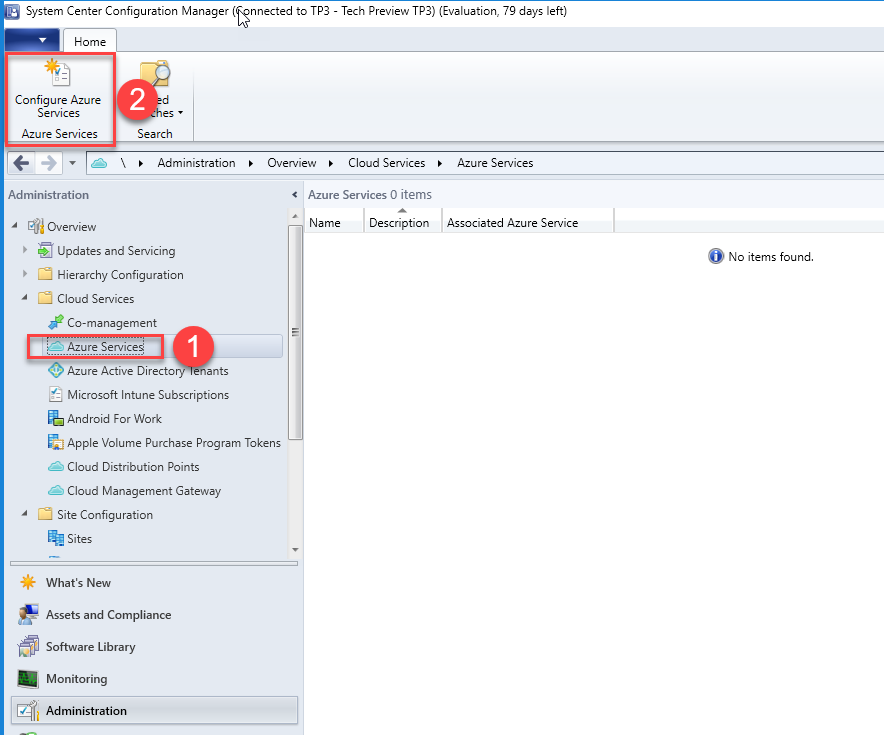 System Center Configuration Manager (Connected to TP3 - Tech Preview TP3) (Evaluation, 79 days left)
Home
Configure Azure
Services
Azure Services
2
Search
\ Administration Overview Cloud Services Azure Services
Administration
Azure Services 0 items
Name Description Associated Azure Service
No items found.
Overview
Updates and Servicing
Hierarchy Configuration
Cloud Services
Co-management
Azure Services
1
Azure Active Directory Tenants
Microsoft Intune Subscriptions
Android For Work
Apple Volume Purchase Program Tokens
Cloud Distribution Points
Cloud Management Gateway
Site Configuration
Sites
What's New
Assets and Compliance
Software Library
Monitoring
Administration